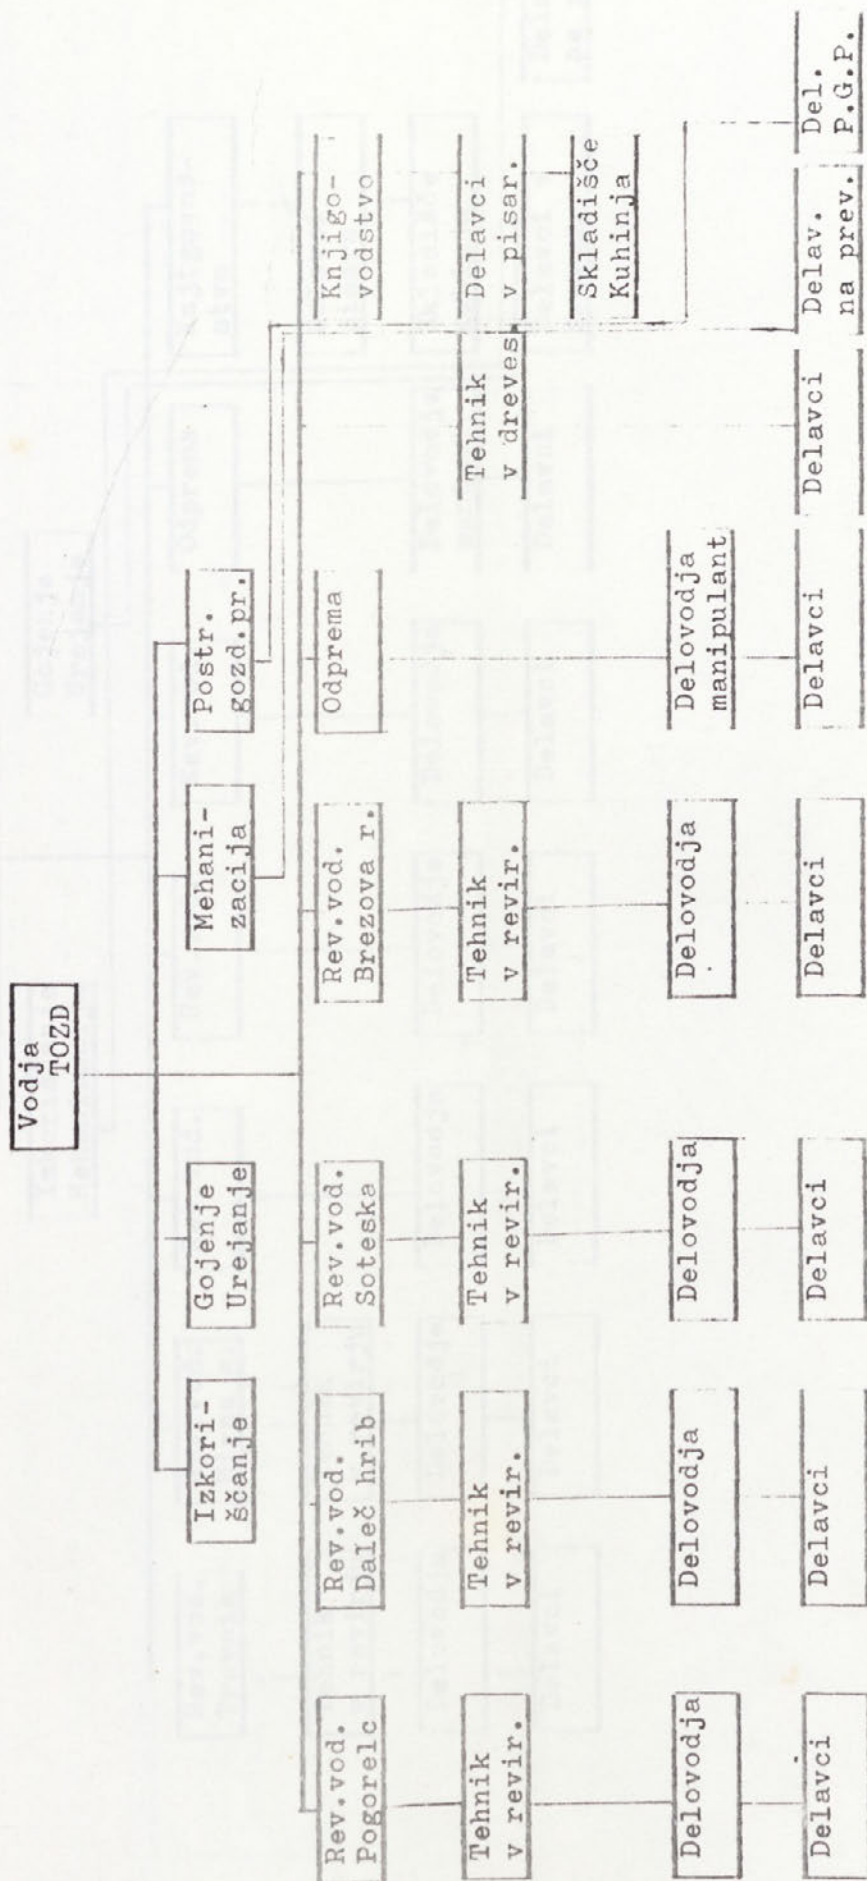 Vodja
TOZD
Izkori-
ščanje
Gojenje
Urejanje
Mehani-
zacija
Postr.
gozd.pr.
Rev.vod.
Pogorelc
Rev.vod.
Daleč hrib
Rev.vod.
Soteska
Rev.vod.
Brezova r.
Odprema
Knjigo-
vodstvo
Tehnik
v revir.
Tehnik
v revir.
Tehnik
v revir.
Tehnik
v revir.
Tehnik
v dreves.
Delavci
v pisar.
Skladišče
Kuhinja
Delovodja
Delovodja
Delovodja
Delovodja
Delovodja
manipulant
Delavci
Delavci
Delavci
Delavci
Delavci
Delavci
Delav.
na prev.
Del.
P.G.P.